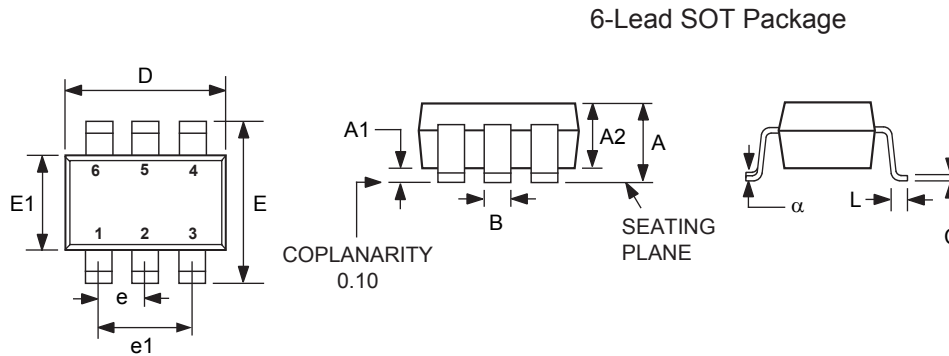 6-Lead SOT Package
D
A1
A2
A
6 5 4
E1
E
1 2 3
B
α
L
COPLANARITY
0.10
SEATING
PLANE
e
e1